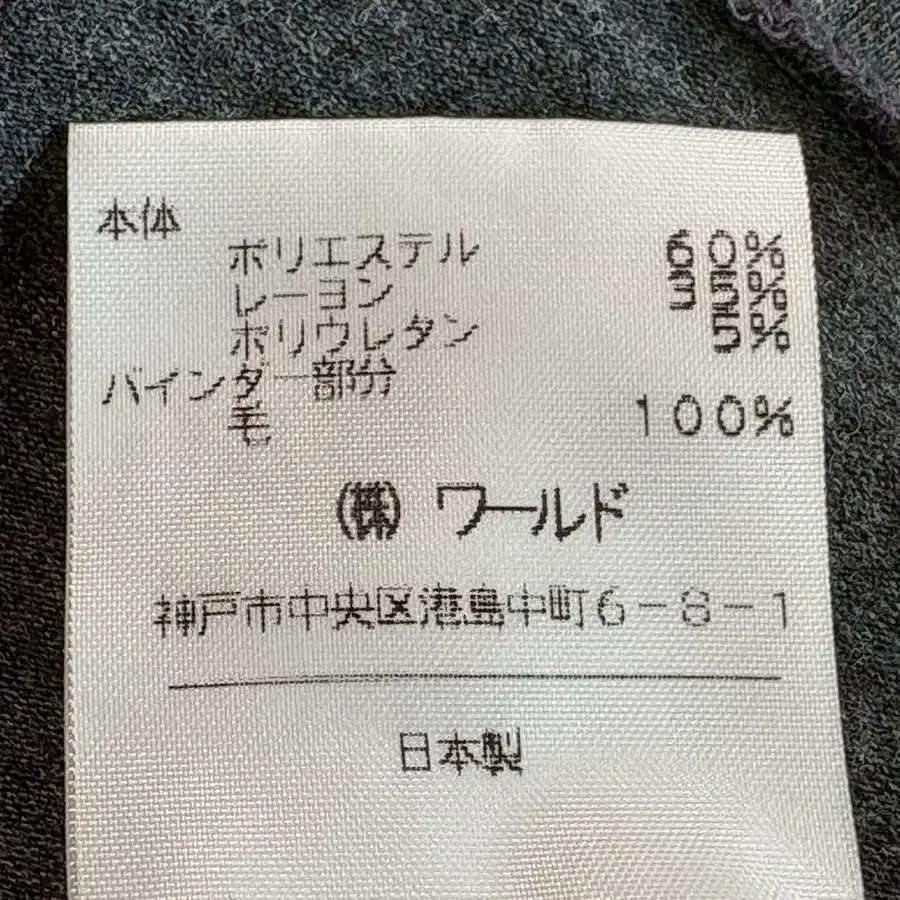 本体
ポリエステル 60%
レーヨン 35%
ポリウレタン 5%
バインダー部分
毛 100%
㈱ ワールド
神戸市中央区港島中町6-8-1
日本製